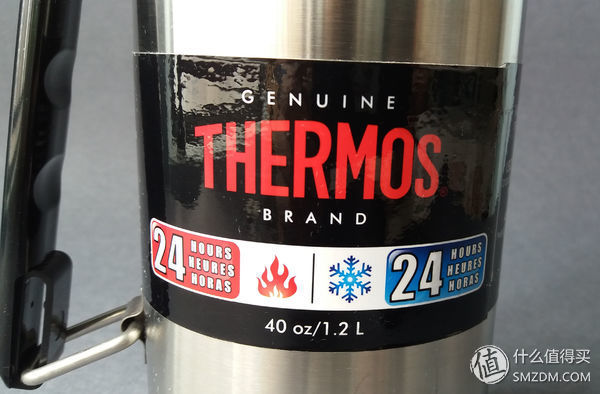 GENUINE
THERMOS®
BRAND
24 HOURS
HEURES
HORAS
24 HOURS
HEURES
HORAS
40 oz/1.2 L
值 什么值得买
SMZDM.COM